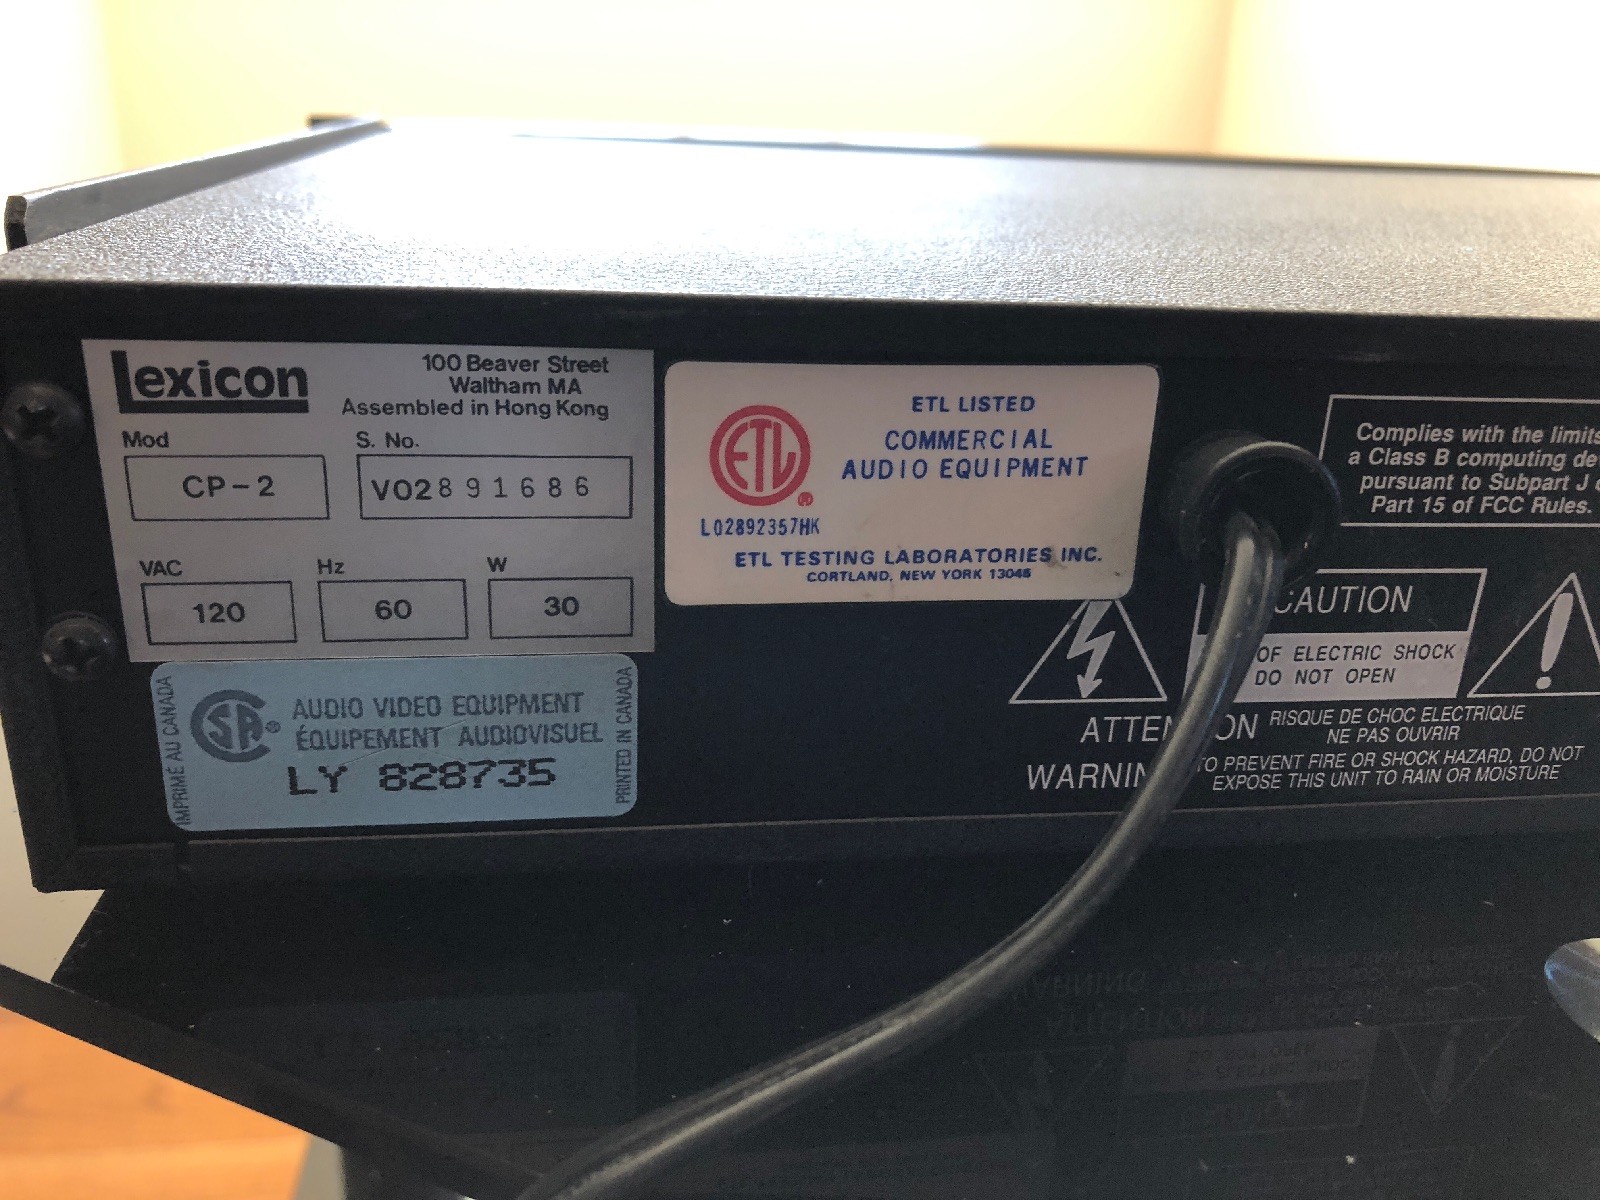 Lexicon
100 Beaver Street
Waltham MA
Assembled in Hong Kong
Mod
S. No.
CP-2
V02891686
VAC
Hz
W
120
60
30
IMPRIMÉ AU CANADA
SA®
AUDIO VIDEO EQUIPMENT
ÉQUIPEMENT AUDIOVISUEL
LY 828735
PRINTED IN CANADA
ETL LISTED
COMMERCIAL
AUDIO EQUIPMENT
ETL®
L02892357HK
ETL TESTING LABORATORIES INC.
CORTLAND, NEW YORK 13045
Complies with the limits
a Class B computing de
pursuant to Subpart J
Part 15 of FCC Rules.
CAUTION
OF ELECTRIC SHOCK
DO NOT OPEN
!
ATTENTION RISQUE DE CHOC ELECTRIQUE
NE PAS OUVRIR
WARNIN TO PREVENT FIRE OR SHOCK HAZARD, DO NOT
EXPOSE THIS UNIT TO RAIN OR MOISTURE